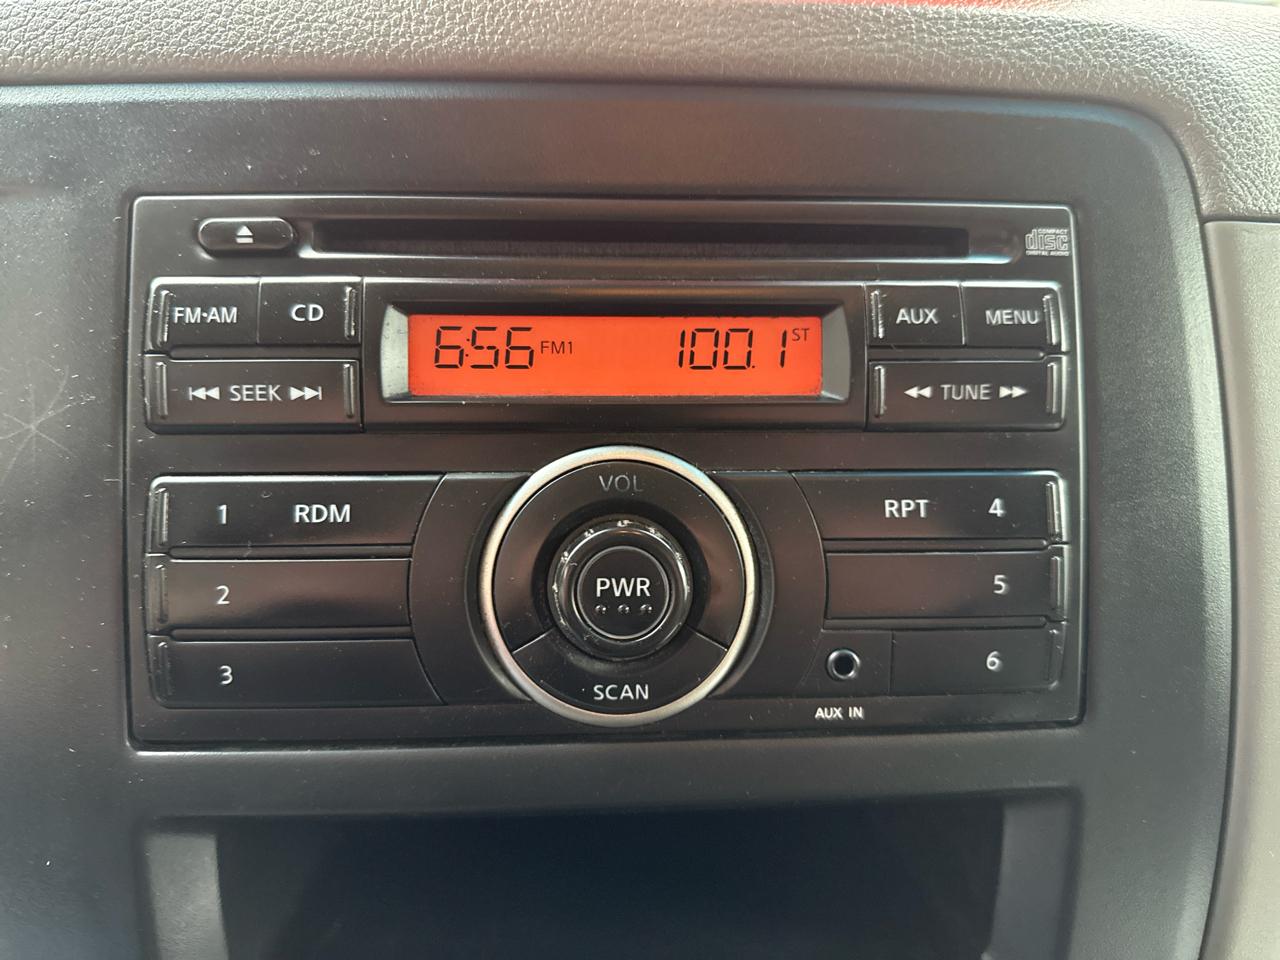 COMPACT
disc
DIGITAL AUDIO
FM·AM CD
6:56 FM1 100.1 ST
AUX MENU
SEEK
TUNE
VOL
1 RDM
RPT 4
2
PWR
5
3
SCAN
6
AUX IN